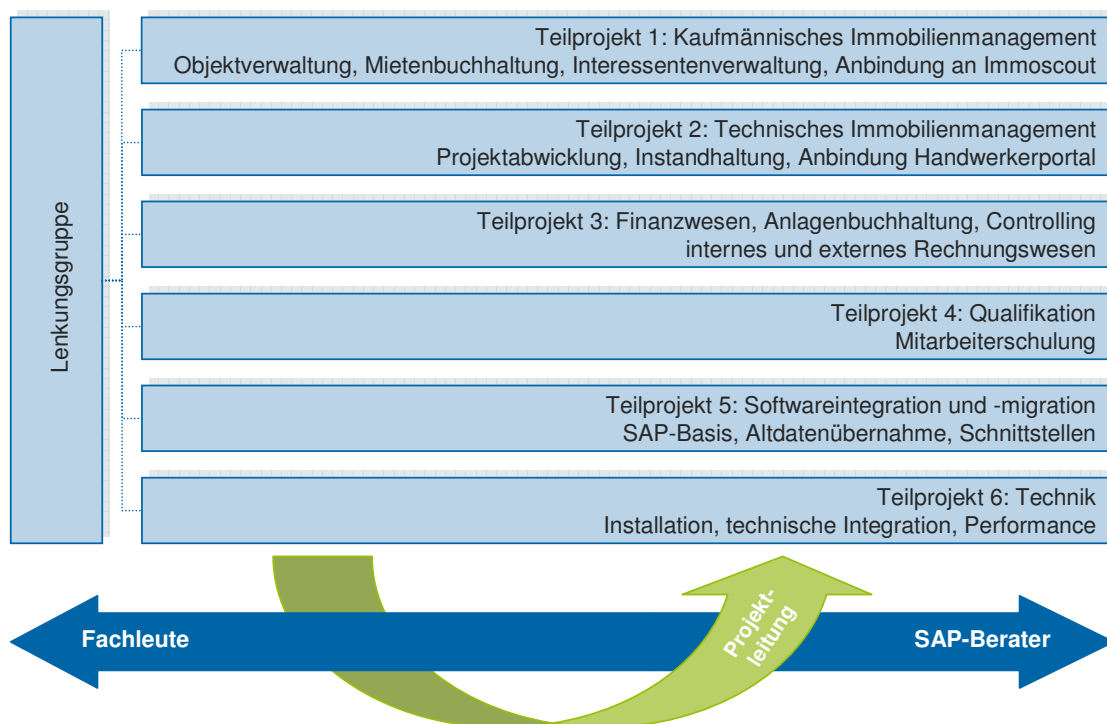 Lenkungsgruppe
Teilprojekt 1: Kaufmännisches Immobilienmanagement
Objektverwaltung, Mietenbuchhaltung, Interessentenverwaltung, Anbindung an Immoscout
Teilprojekt 2: Technisches Immobilienmanagement
Projektabwicklung, Instandhaltung, Anbindung Handwerkerportal
Teilprojekt 3: Finanzwesen, Anlagenbuchhaltung, Controlling
internes und externes Rechnungswesen
Teilprojekt 4: Qualifikation
Mitarbeiterschulung
Teilprojekt 5: Softwareintegration und -migration
SAP-Basis, Altdatenübernahme, Schnittstellen
Teilprojekt 6: Technik
Installation, technische Integration, Performance
Fachleute
Projekt-
leitung
SAP-Berater